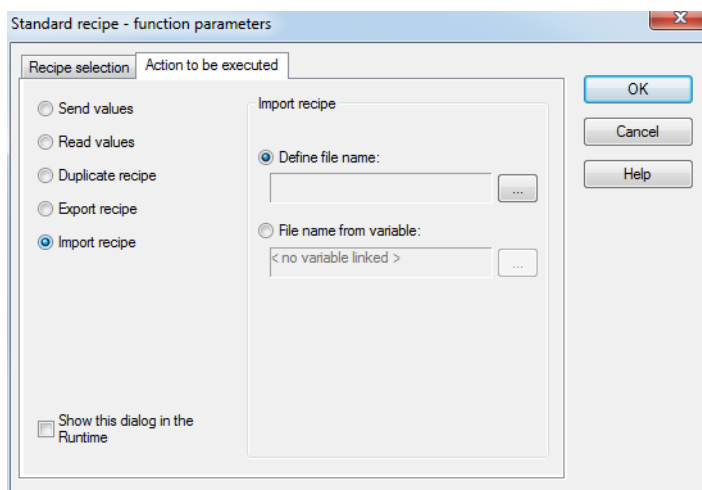 Standard recipe - function parameters
x
Recipe selection
Action to be executed
Send values
Read values
Duplicate recipe
Export recipe
Import recipe
Show this dialog in the
Runtime
Import recipe
Define file name:
...
File name from variable:
< no variable linked >
...
OK
Cancel
Help